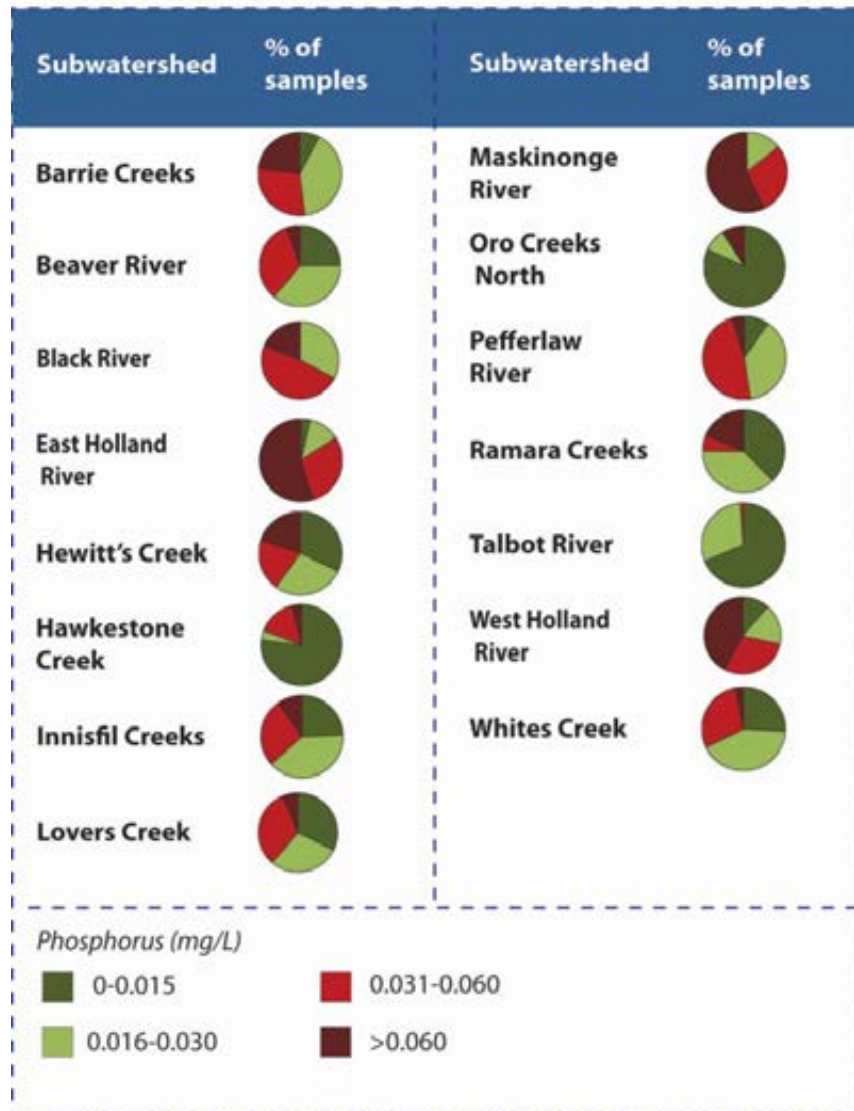 Subwatershed
% of
samples
Barrie Creeks
Beaver River
Black River
East Holland
River
Hewitt's Creek
Hawkestone
Creek
Innisfil Creeks
Lovers Creek
Subwatershed
% of
samples
Maskinonge
River
Oro Creeks
North
Pefferlaw
River
Ramara Creeks
Talbot River
West Holland
River
Whites Creek
Phosphorus (mg/L)
0-0.015
0.031-0.060
0.016-0.030
>0.060